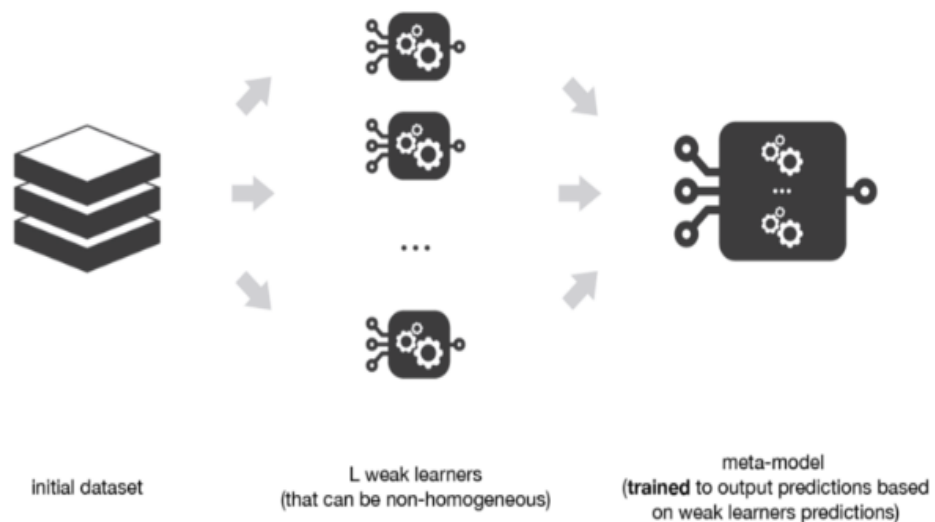 initial dataset
L weak learners
(that can be non-homogeneous)
meta-model
(trained to output predictions based
on weak learners predictions)